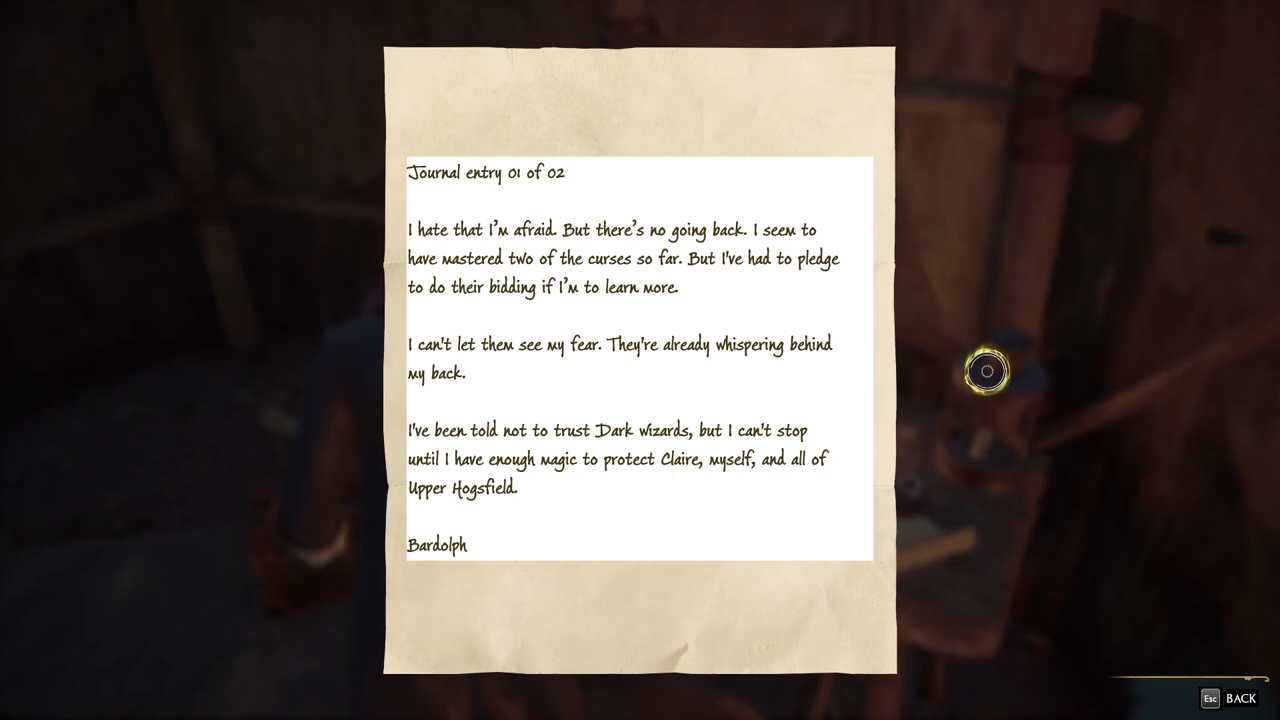 Journal entry 01 of 02
I hate that I’m afraid. But there’s no going back. I seem to
have mastered two of the curses so far. But I've had to pledge
to do their bidding if I’m to learn more.
I can't let them see my fear. They're already whispering behind
my back.
I've been told not to trust Dark Wizards, but I can't stop
until I have enough magic to protect Claire, myself, and all of
Upper Hogsfield.
Bardolph
Esc BACK